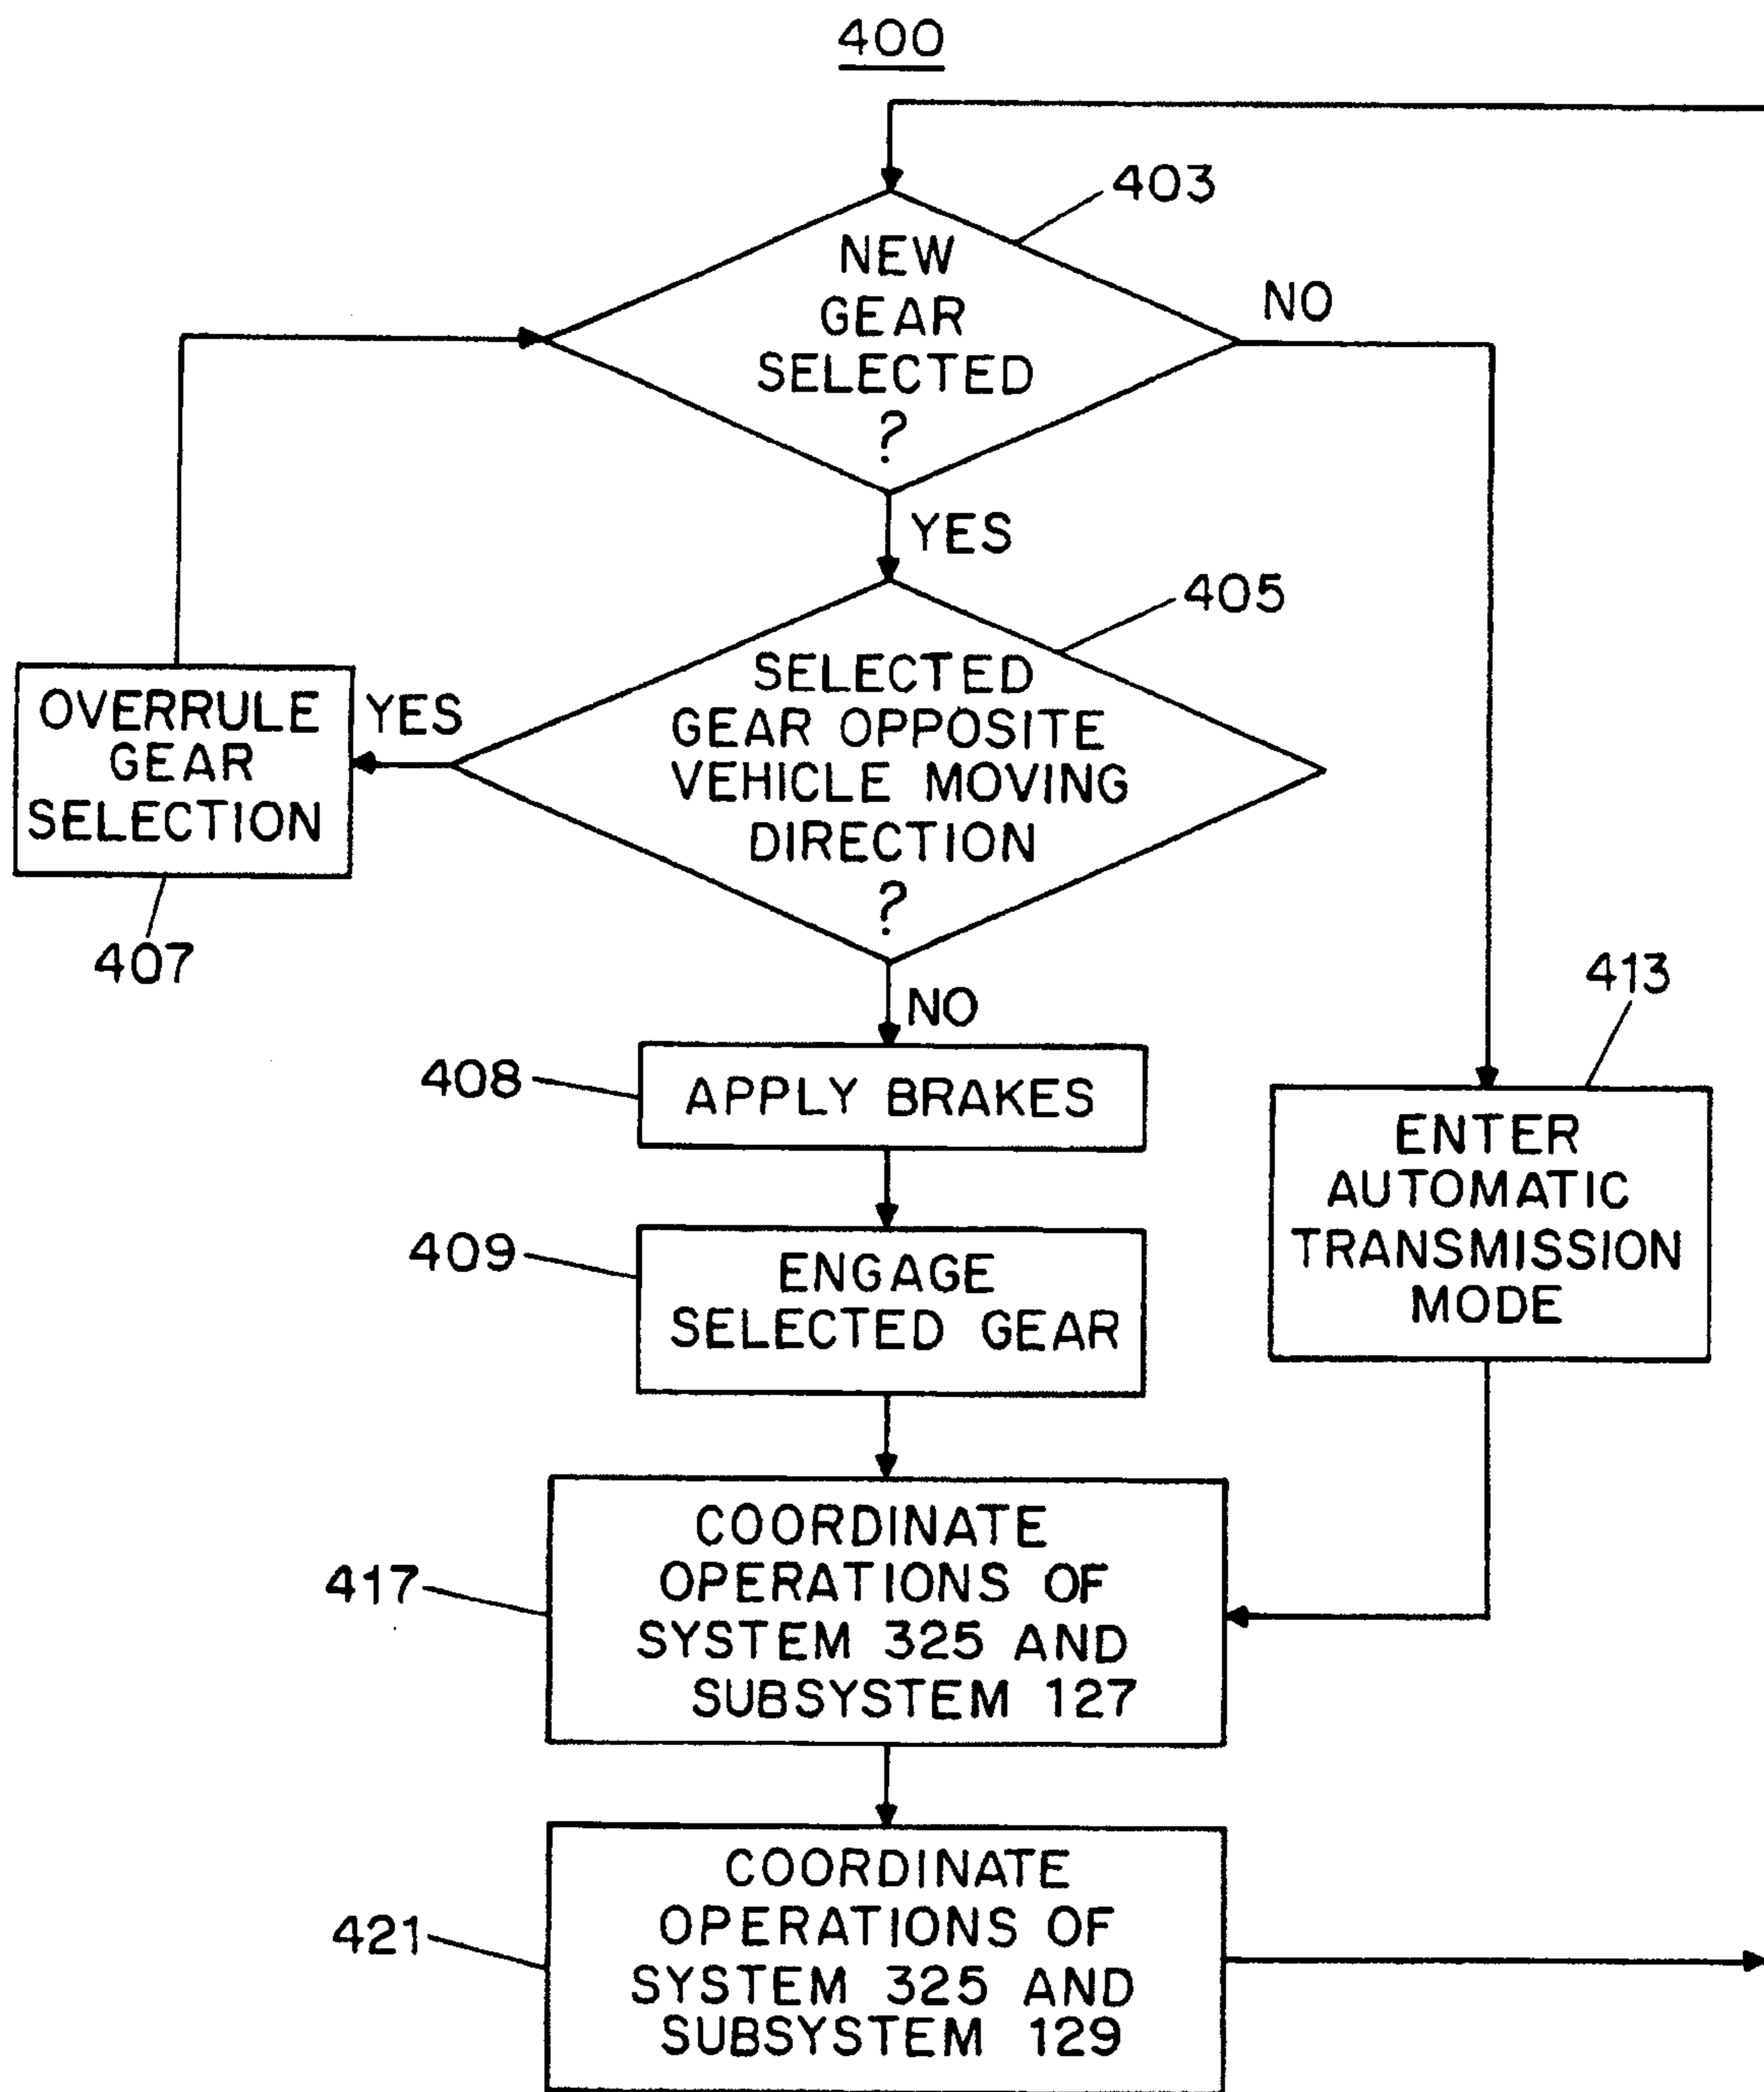 400
403
NEW
GEAR
SELECTED
?
NO
YES
405
SELECTED
GEAR OPPOSITE
VEHICLE MOVING
DIRECTION
?
YES
OVERRULE
GEAR
SELECTION
407
NO
408
APPLY BRAKES
413
ENTER
AUTOMATIC
TRANSMISSION
MODE
409
ENGAGE
SELECTED GEAR
417
COORDINATE
OPERATIONS OF
SYSTEM 325 AND
SUBSYSTEM 127
421
COORDINATE
OPERATIONS OF
SYSTEM 325 AND
SUBSYSTEM 129